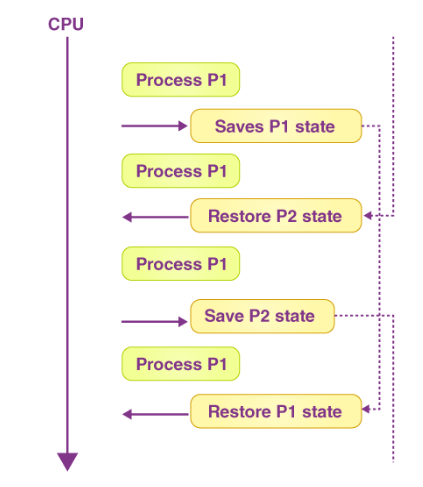 CPU
Process P1
Saves P1 state
Process P1
Restore P2 state
Process P1
Save P2 state
Process P1
Restore P1 state